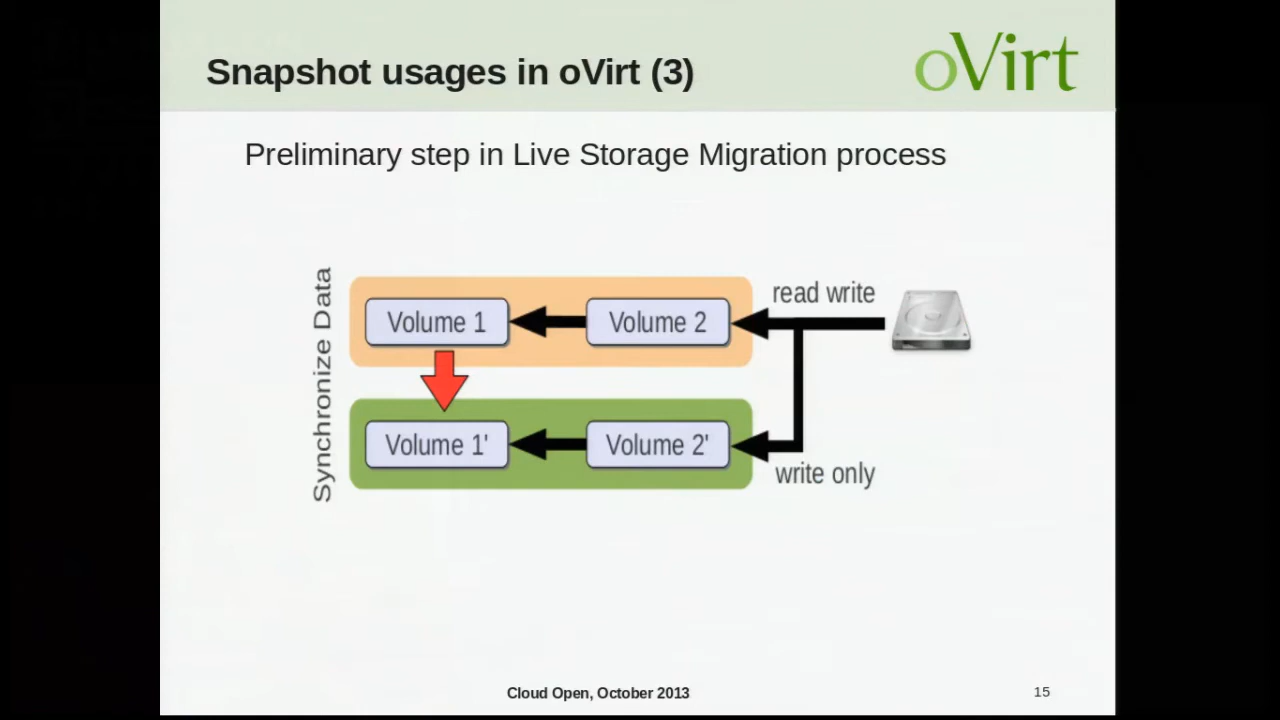 Snapshot usages in oVirt (3)
oVirt
Preliminary step in Live Storage Migration process
Synchronize Data
Volume 1
Volume 2
read write
Volume 1'
Volume 2'
write only
Cloud Open, October 2013
15